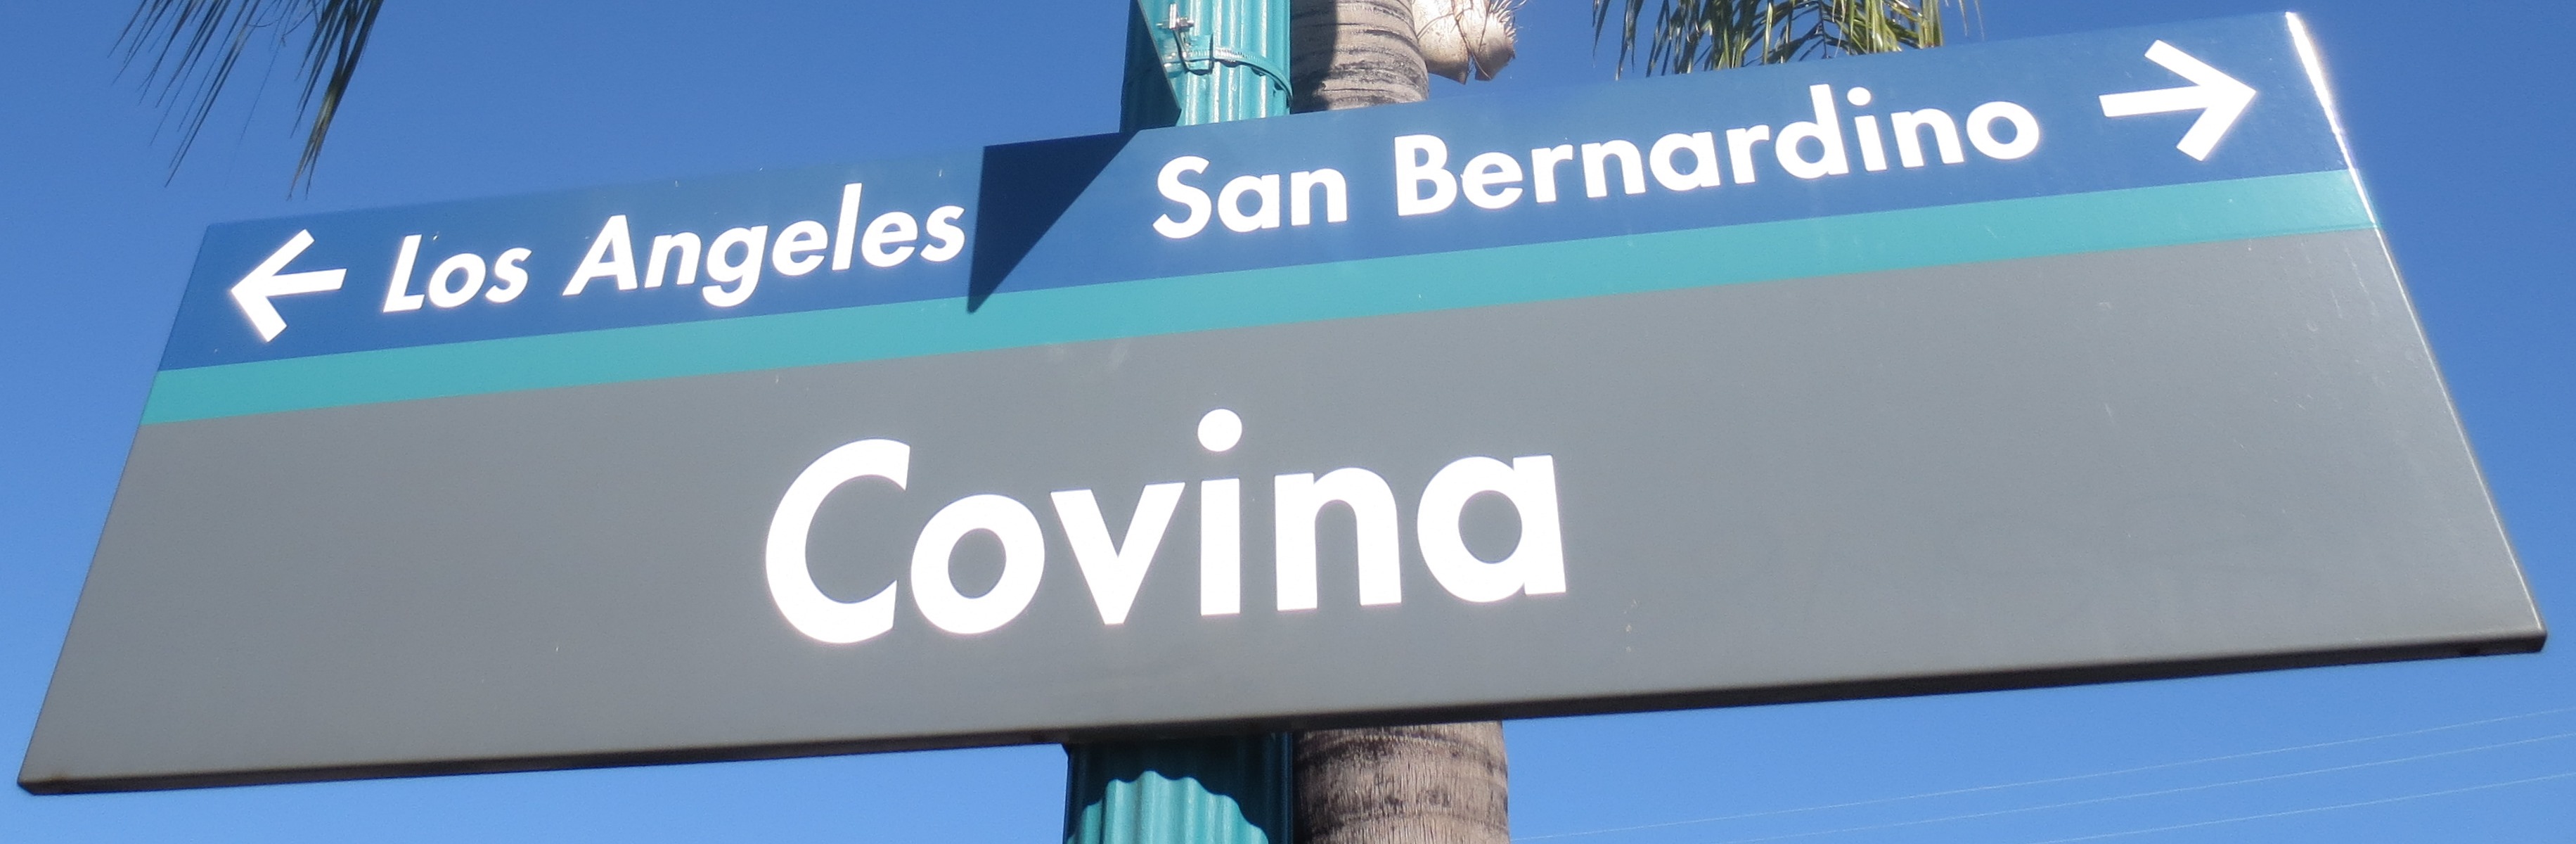 ← Los Angeles San Bernardino →
Covina